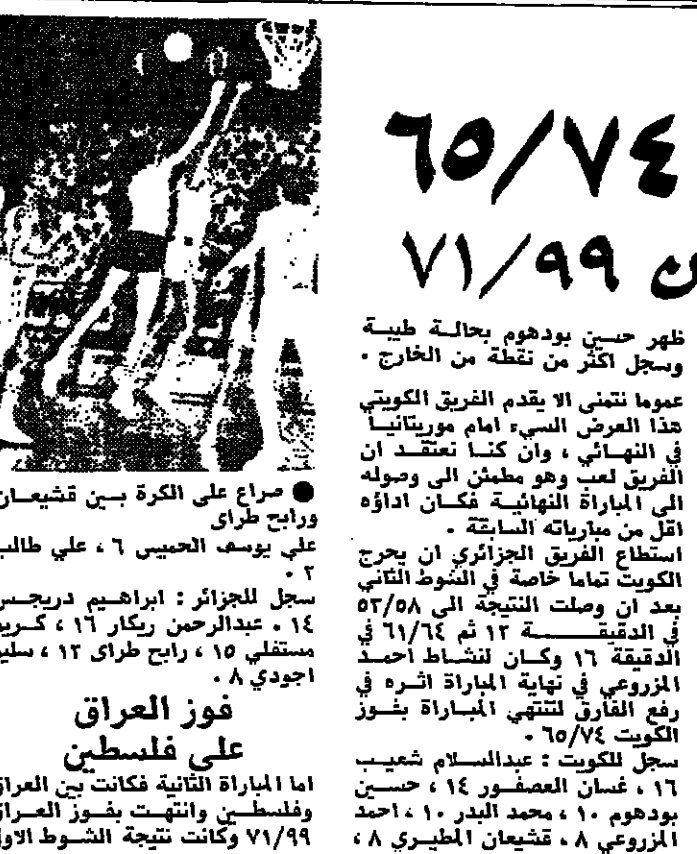 ٦٥/٧٤
ن ٧١/٩٩
ظهر حسين بودهوم بحالة طيبة
وسجل اكثر من نقطة من الخارج .
عموما نتمنى الا يقدم الفريق الكويتي
هذا العرض السيء امام موريتانيا
في النهائي ، وان كنا نعتقد ان
الفريق لعب وهو مطمئن الى وصوله
الى المباراة النهائية فكان اداؤه
اقل من مبارياته السابقة .
استطاع الفريق الجزائري ان يحرج
الكويت تماما خاصة في الشوط الثاني
بعد ان وصلت النتيجة الى ٥٣/٥٨
في الدقيقة ١٢ ثم ٦١/٦٤ في
الدقيقة ١٦ وكان لنشاط احمد
المزروعي في نهاية المباراة اثره في
رفع الفارق لتنتهي المباراة بفوز
الكويت ٦٥/٧٤ .
سجل للكويت : عبدالسلام شعيب
١٦ ، غسان العصفور ١٤ ، حسين
بودهوم ١٠ ، محمد البدر ١٠ ، احمد
المزروعي ٨ ، قشيعان المطيري ٨ ،
● صراع على الكرة بين قشيعان
ورابح طراى
علي يوسف الخميس ٦ ، علي طالب
٢ .
سجل للجزائر : ابراهيم دريجس
١٤ . عبدالرحمن ريكار ١٦ ، كريم
مستغلي ١٥ ، رابح طراى ١٢ ، سليم
اجودي ٨ .
فوز العراق
على فلسطين
اما المباراة الثانية فكانت بين العراق
وفلسطين وانتهت بفوز العراق
٧١/٩٩ وكانت نتيجة الشوط الاول